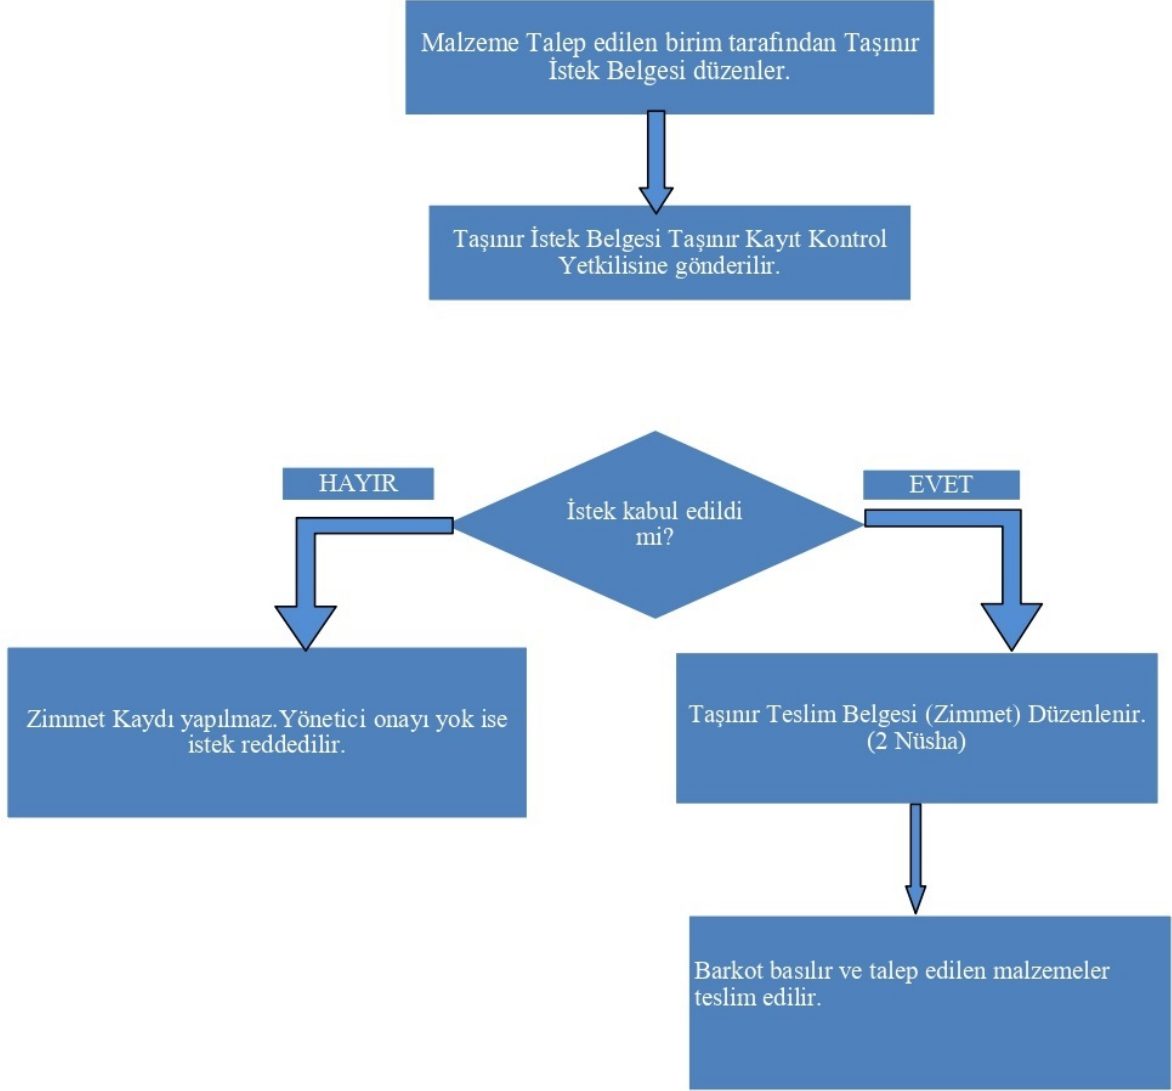 Malzeme Talep edilen birim tarafından Taşınır
İstek Belgesi düzenler.
Taşınır İstek Belgesi Taşınır Kayıt Kontrol
Yetkilisine gönderilir.
HAYIR
EVET
İstek kabul edildi
mi?
Zimmet Kaydı yapılmaz.Yönetici onayı yok ise
istek reddedilir.
Taşınır Teslim Belgesi (Zimmet) Düzenlenir.
(2 Nüsha)
Barkot basılır ve talep edilen malzemeler
teslim edilir.